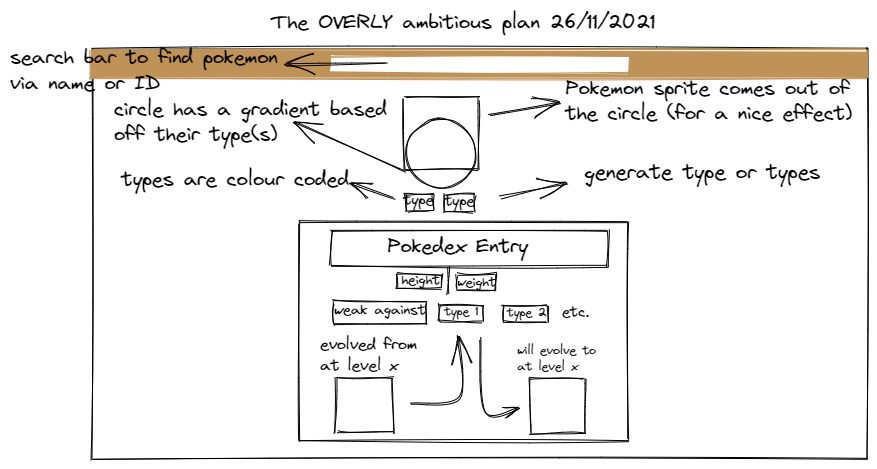 The OVERLY ambitious plan 26/11/2021
search bar to find pokemon
via name or ID
circle has a gradient based
off their type(s)
Pokemon sprite comes out of
the circle (for a nice effect)
types are colour coded
generate type or types
type type
Pokedex Entry
height weight
weak against type 1 type 2 etc.
evolved from
at level x
will evolve to
at level x